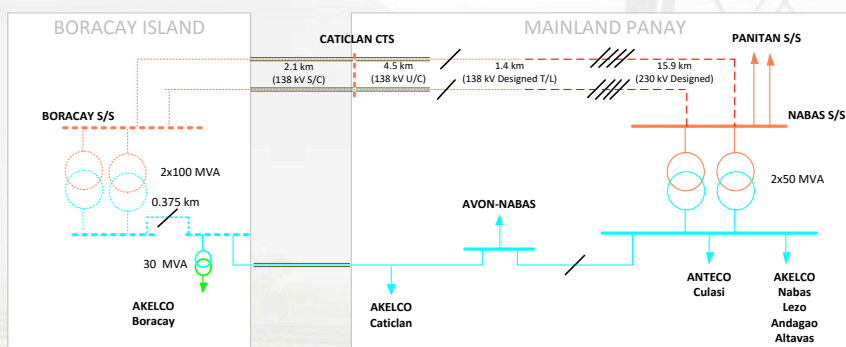 BORACAY ISLAND
MAINLAND PANAY
CATICLAN CTS
PANITAN S/S
2.1 km
(138 kV S/C)
4.5 km
(138 kV U/C)
1.4 km
(138 kV Designed T/L)
15.9 km
(230 kV Designed)
BORACAY S/S
NABAS S/S
2x100 MVA
2x50 MVA
0.375 km
AVON-NABAS
30 MVA
AKELCO
Boracay
AKELCO
Caticlan
ANTECO
Culasi
AKELCO
Nabas
Lezo
Andagao
Altavas